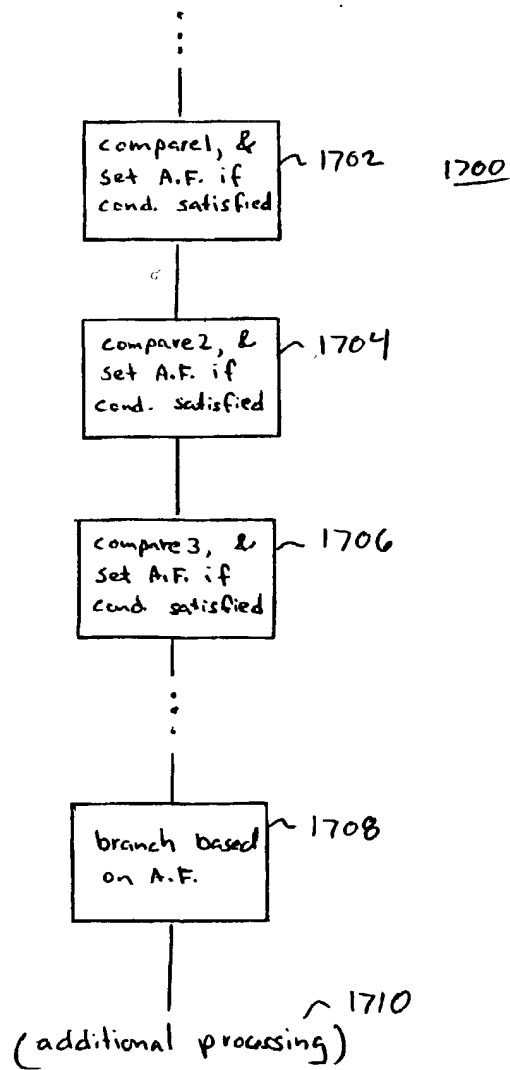 compare1, &
set A.F. if
cond. satisfied
1702
1700
compare2, &
set A.F. if
cond. satisfied
1704
compare3, &
set A.F. if
cond. satisfied
1706
branch based
on A.F.
1708
1710
(additional processing)